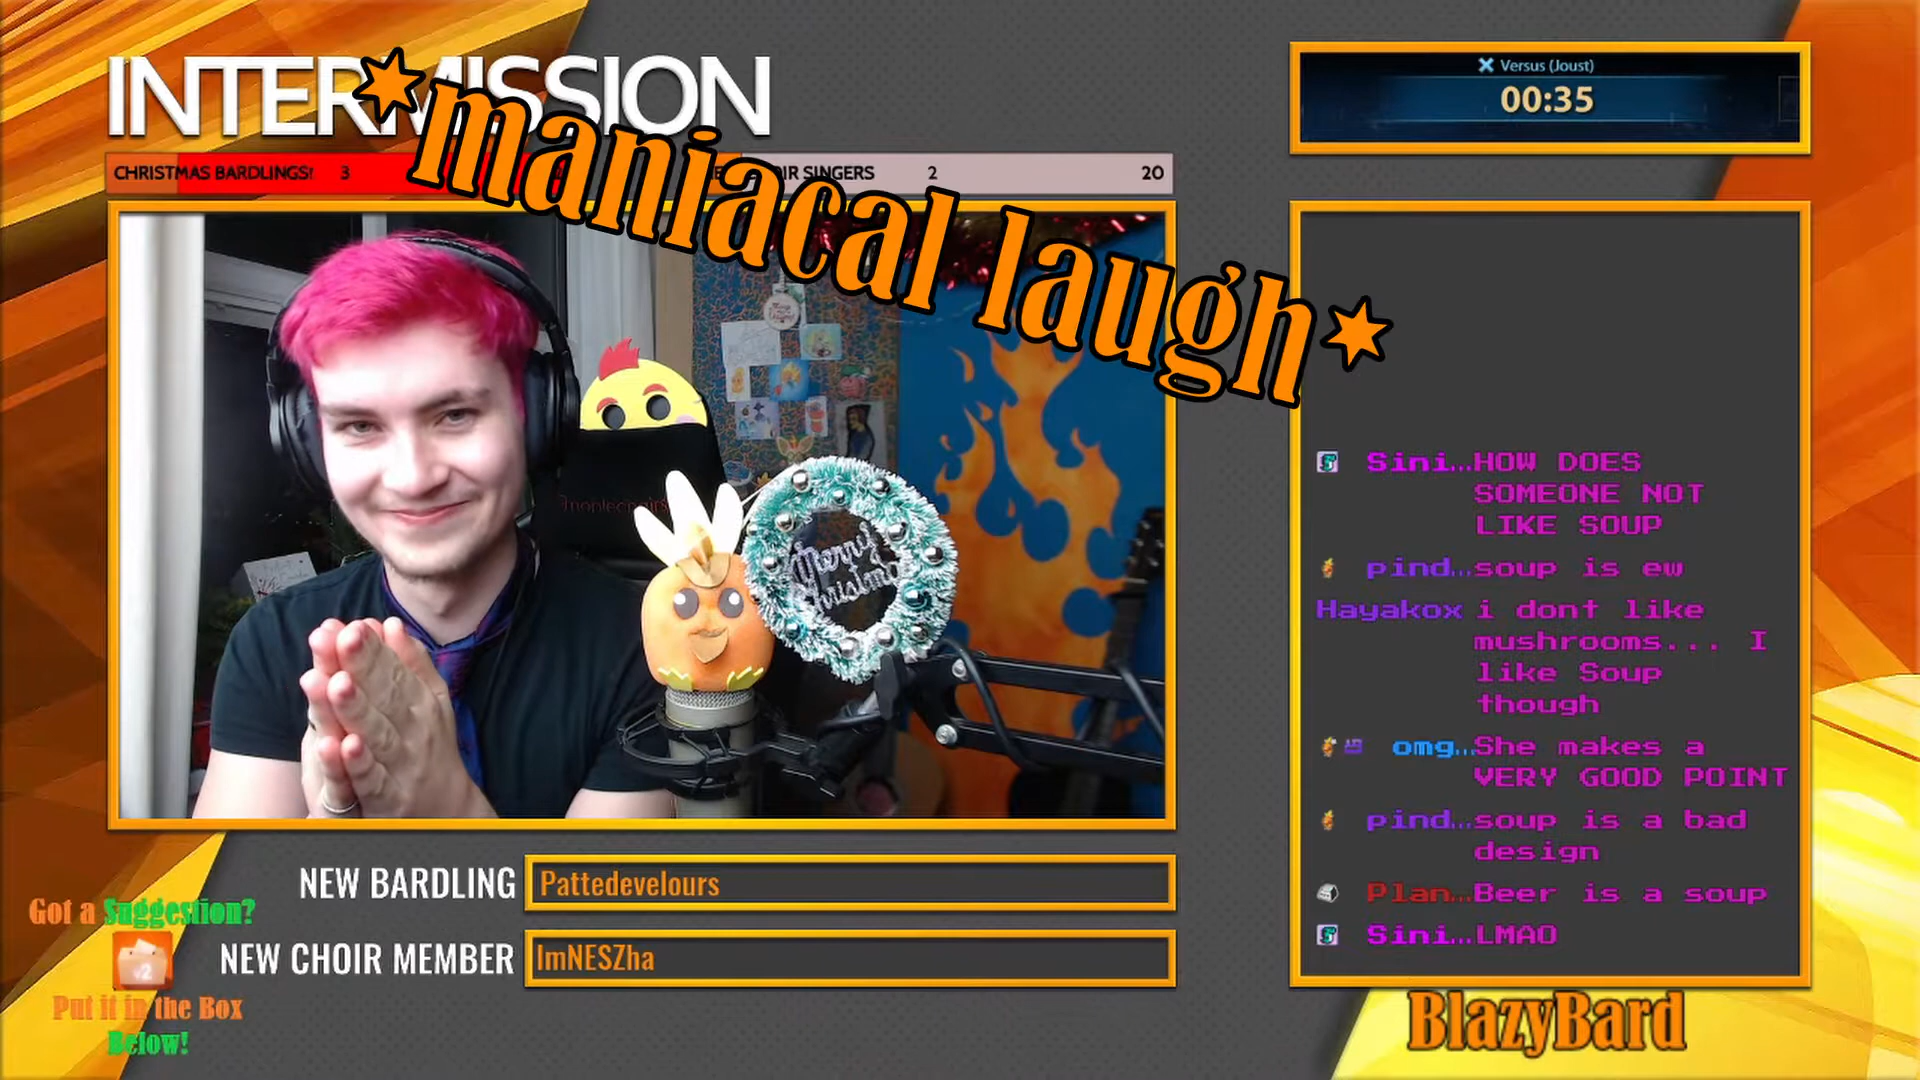 INTERMISSION
*maniacal laugh*
CHRISTMAS BARDLINGS! 3
SINGERS 2 20
Versus (Joust)
00:35
Merry
Christmas
Sini...HOW DOES
SOMEONE NOT
LIKE SOUP
pind...soup is ew
Hayakox i dont like
mushrooms... I
like Soup
though
omg...She makes a
VERY GOOD POINT
pind...soup is a bad
design
Plan...Beer is a soup
Sini...LMAO
NEW BARDLING Pattedevelours
NEW CHOIR MEMBER ImNESZha
Got a Suggestion?
Put it in the Box
Below!
BlazyBard